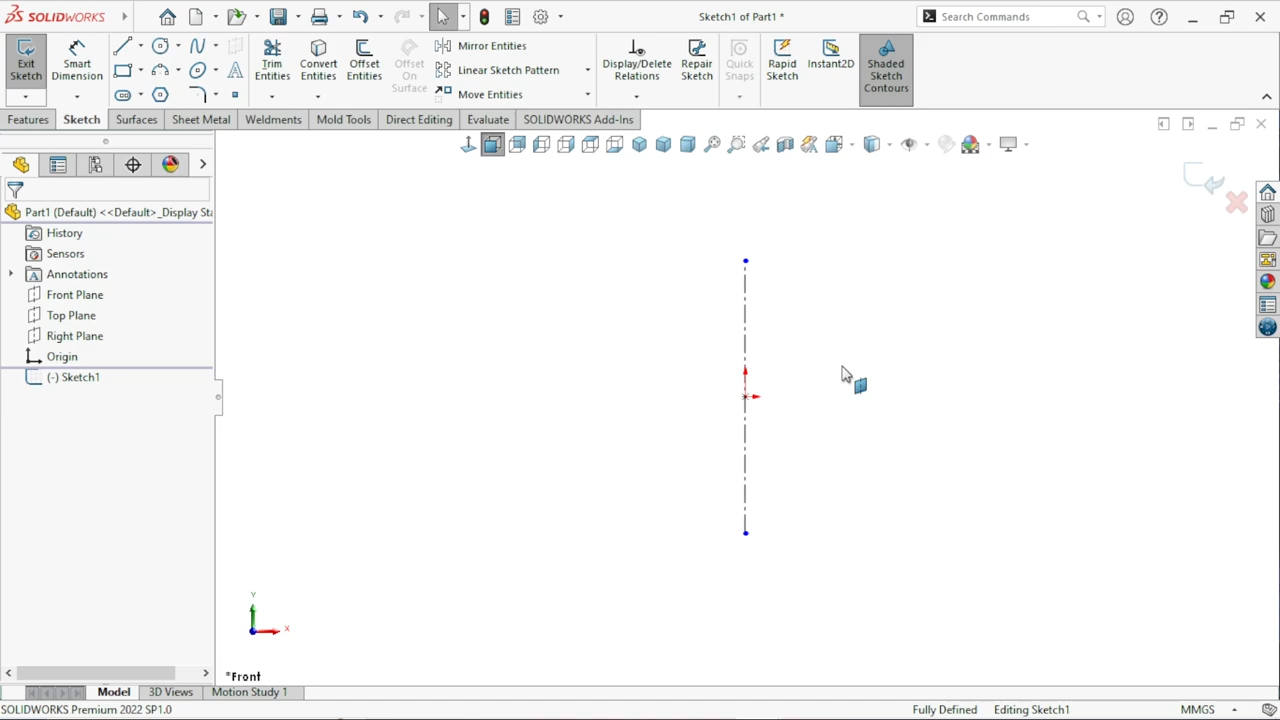 SOLIDWORKS
Sketch1 of Part1 *
Search Commands
Exit Sketch
Smart Dimension
Trim Entities
Convert Entities
Offset Entities
Offset On Surface
Mirror Entities
Linear Sketch Pattern
Move Entities
Display/Delete Relations
Repair Sketch
Quick Snaps
Rapid Sketch
Instant2D
Shaded Sketch Contours
Features
Sketch
Surfaces
Sheet Metal
Weldments
Mold Tools
Direct Editing
Evaluate
SOLIDWORKS Add-Ins
Part1 (Default) <<Default>_Display Sta
History
Sensors
Annotations
Front Plane
Top Plane
Right Plane
Origin
(-) Sketch1
Y
X
*Front
Model
3D Views
Motion Study 1
SOLIDWORKS Premium 2022 SP1.0
Fully Defined
Editing Sketch1
MMGS